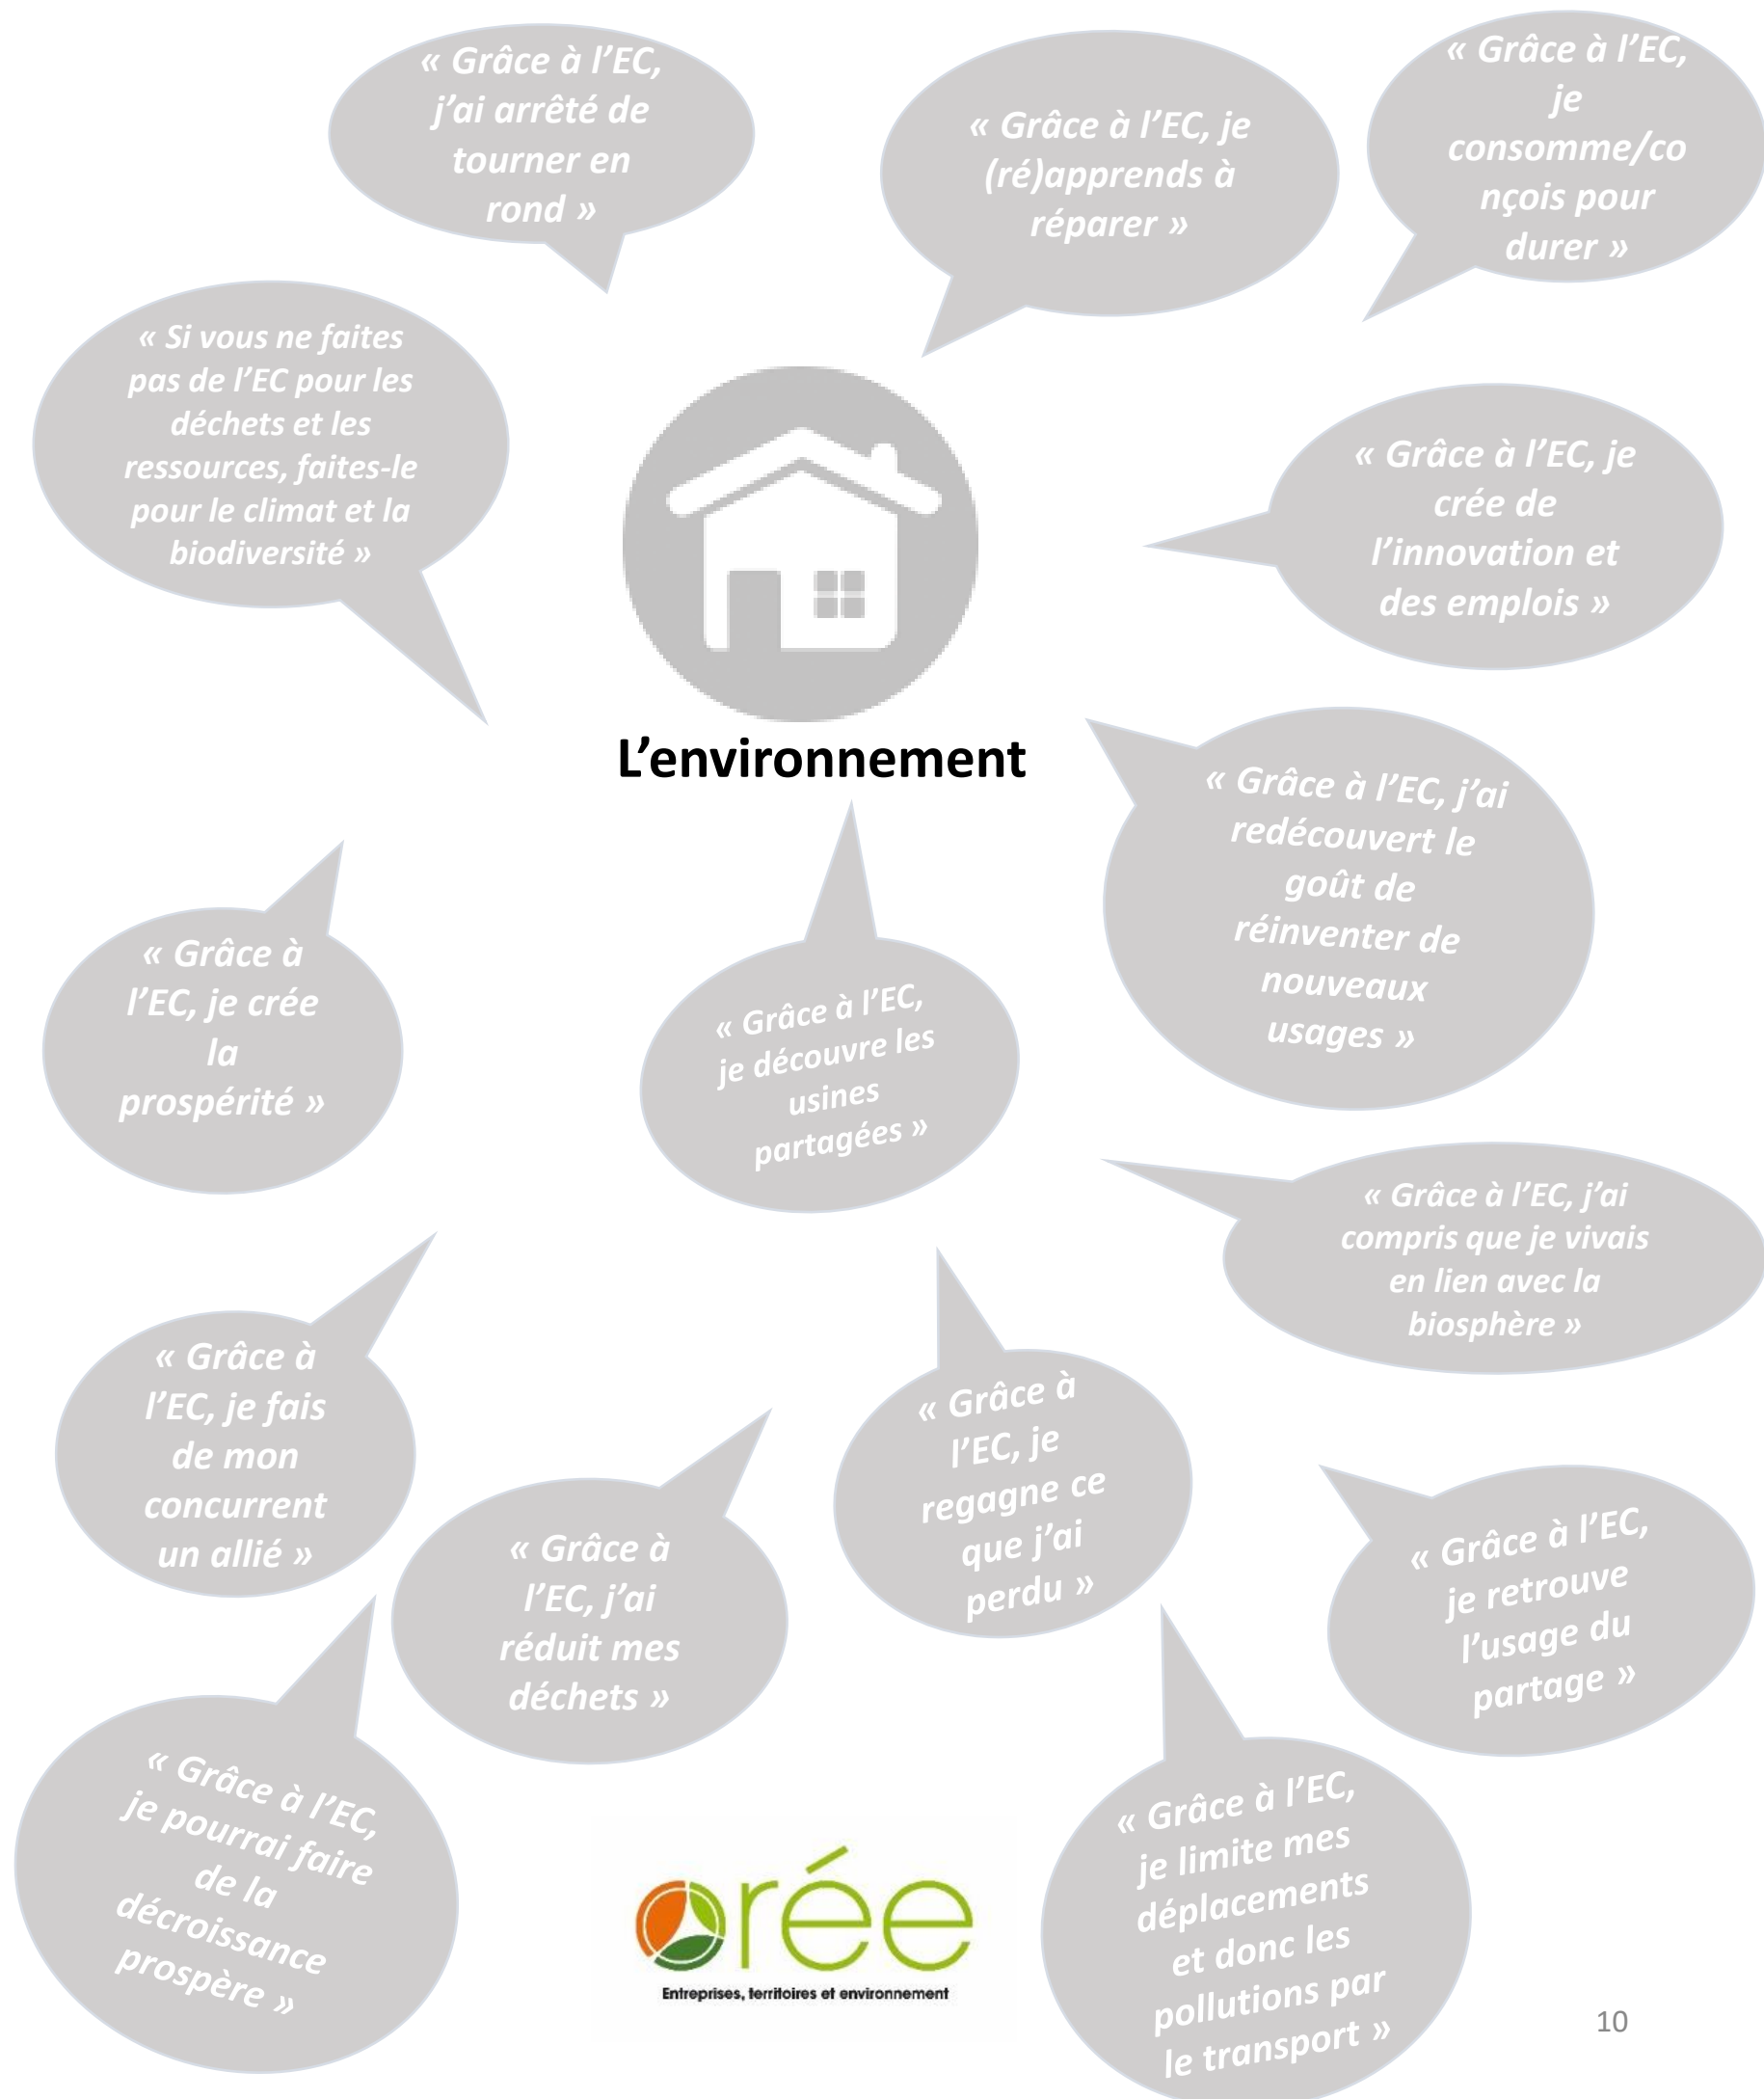 « Grâce à l’EC,
j’ai arrêté de
tourner en
rond »
« Grâce à l’EC, je
(ré)apprends à
réparer »
« Grâce à l’EC,
je
consomme/co
nçois pour
durer »
« Si vous ne faites
pas de l’EC pour les
déchets et les
ressources, faites-le
pour le climat et la
biodiversité »
« Grâce à l’EC, je
crée de
l’innovation et
des emplois »
L’environnement
« Grâce à l’EC, j’ai
redécouvert le
goût de
réinventer de
nouveaux
usages »
« Grâce à
l’EC, je crée
la
prospérité »
« Grâce à l’EC,
je découvre les
usines
partagées »
« Grâce à l’EC, j’ai
compris que je vivais
en lien avec la
biosphère »
« Grâce à
l’EC, je fais
de mon
concurrent
un allié »
« Grâce à
l’EC, je
regagne ce
que j’ai
perdu »
« Grâce à l’EC,
je retrouve
l’usage du
partage »
« Grâce à
l’EC, j’ai
réduit mes
déchets »
« Grâce à l’EC,
je pourrai faire
de la
décroissance
prospère »
« Grâce à l’EC,
je limite mes
déplacements
et donc les
pollutions par
le transport »
orée
Entreprises, territoires et environnement
10